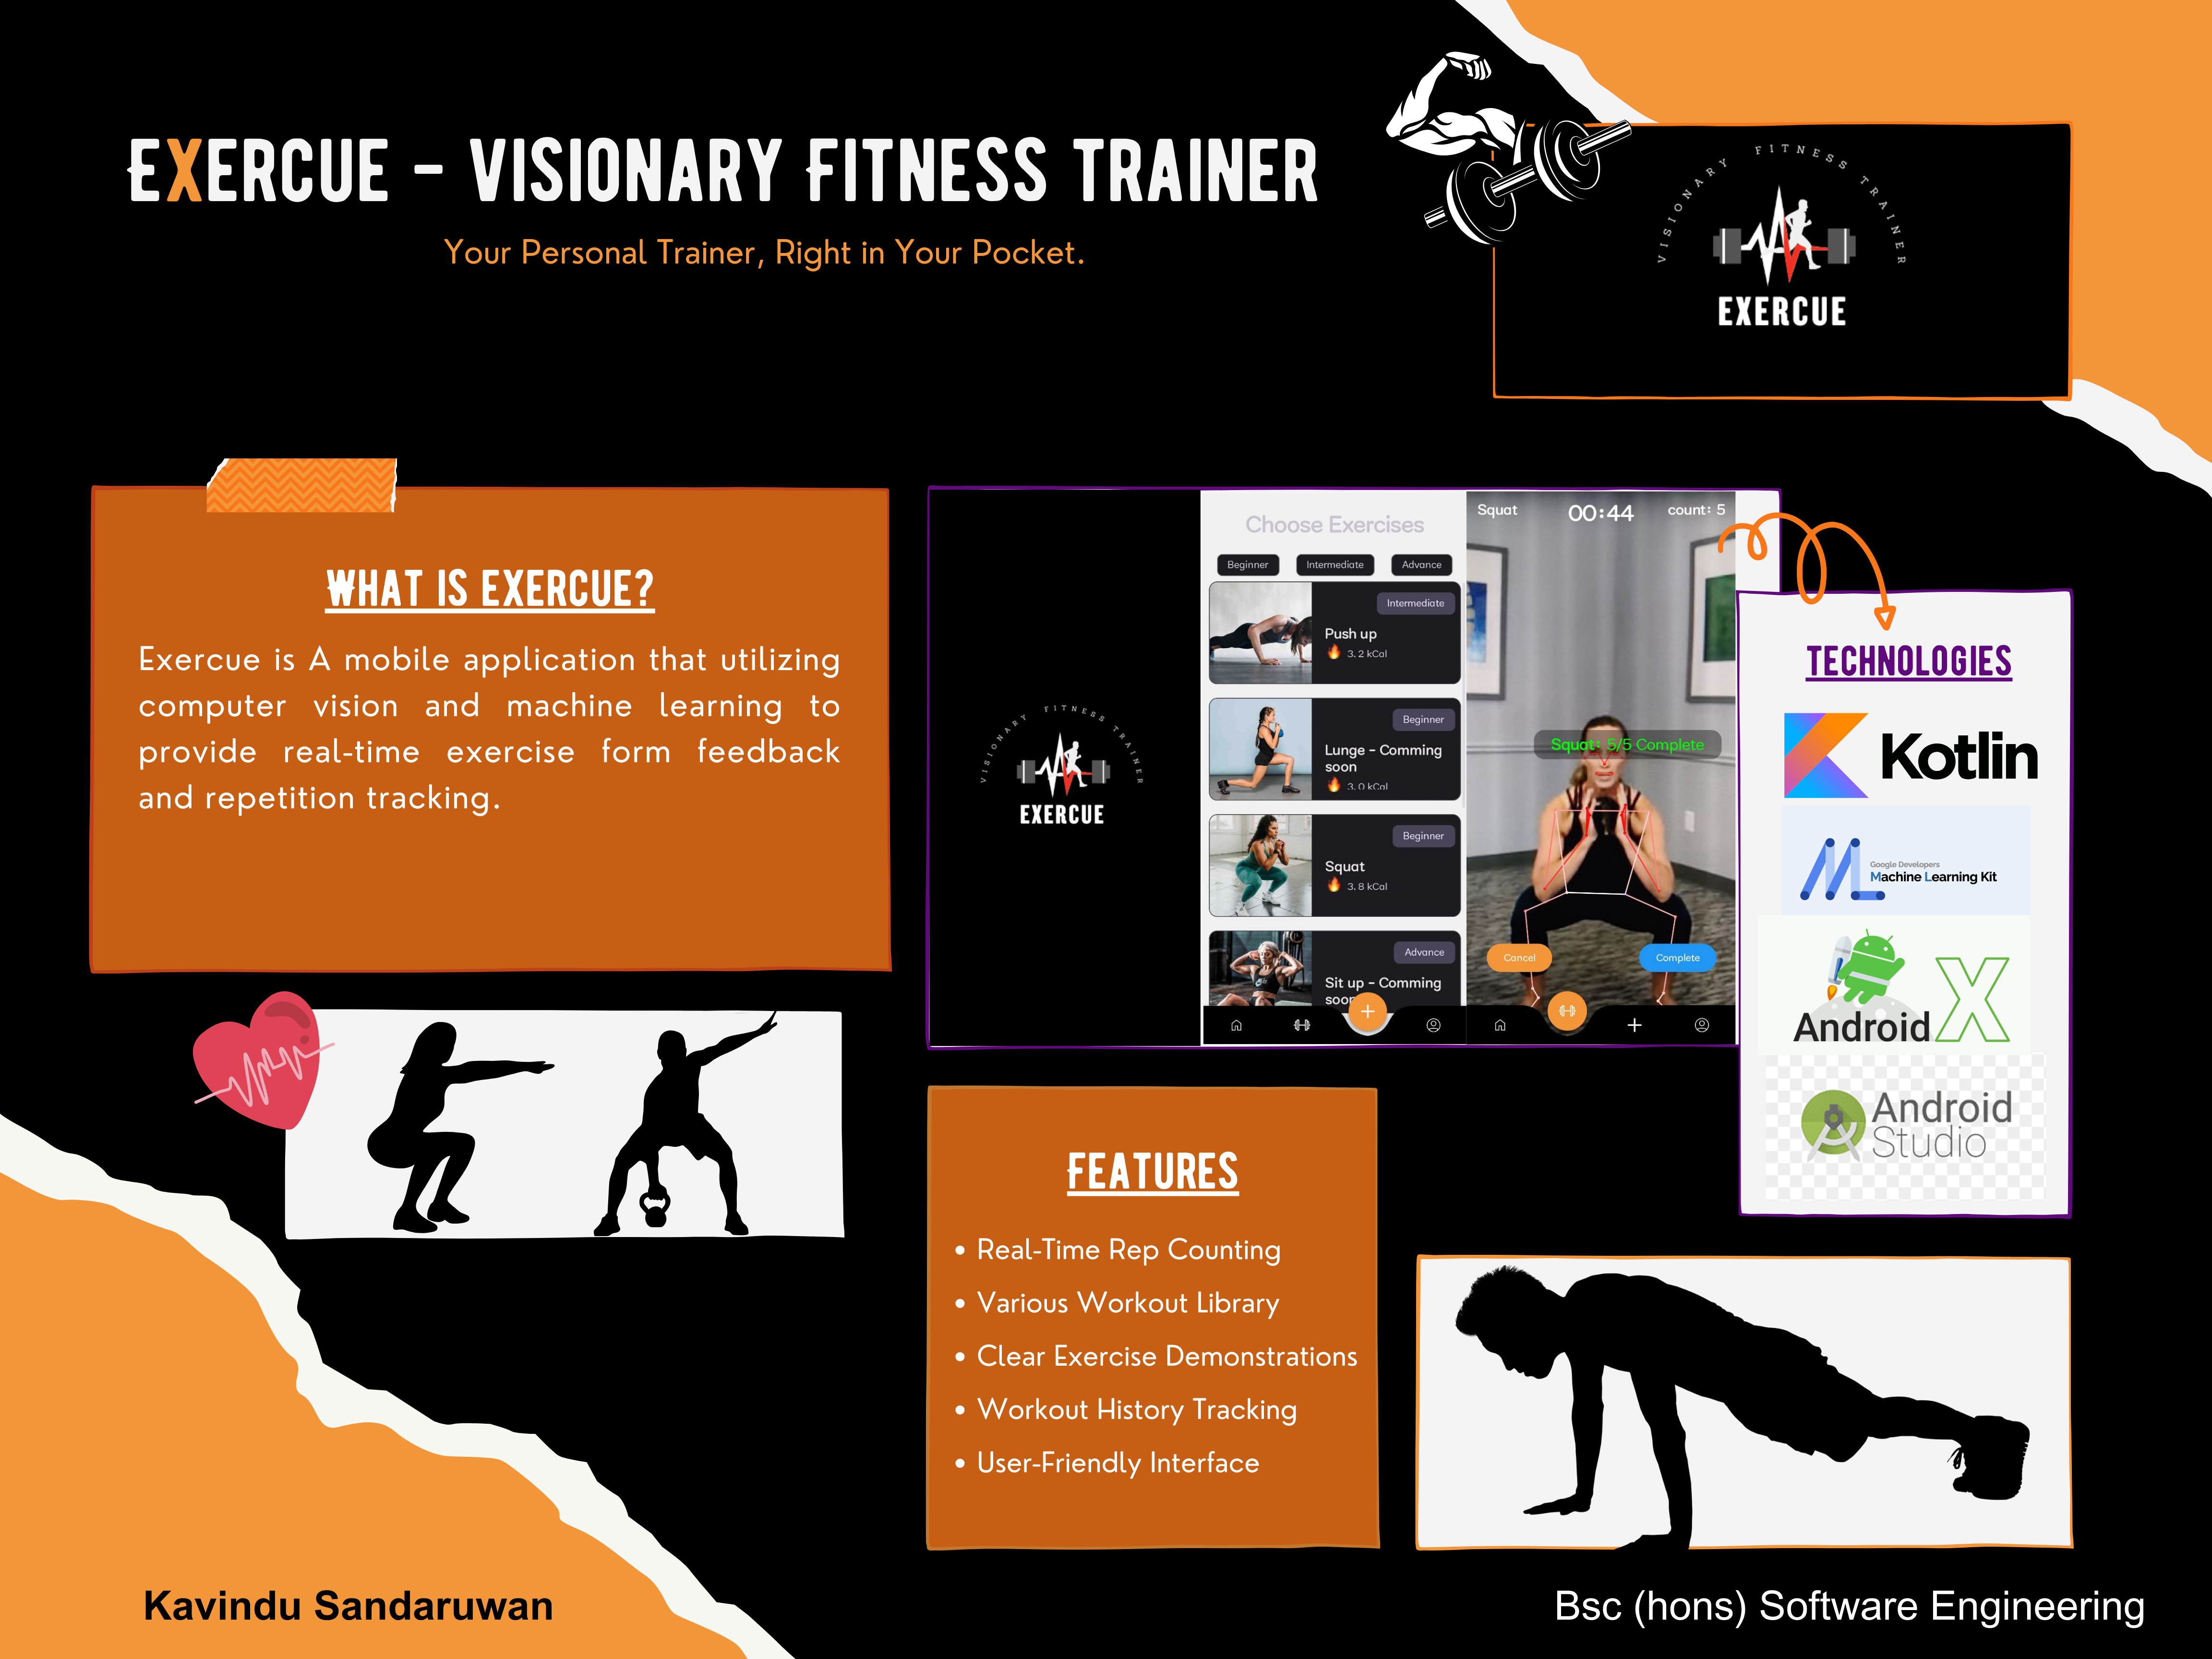 EXERCUE - VISIONARY FITNESS TRAINER
Your Personal Trainer, Right in Your Pocket.
VISIONARY FITNESS TRAINER
EXERCUE
WHAT IS EXERCUE?
Exercue is A mobile application that utilizing
computer vision and machine learning to
provide real-time exercise form feedback
and repetition tracking.
VISIONARY FITNESS TRAINER
EXERCUE
Choose Exercises
Beginner Intermediate Advance
Intermediate
Push up
3.2 kCal
Beginner
Lunge - Comming
soon
3.0 kCal
Beginner
Squat
3.8 kCal
Advance
Sit up - Comming
soon
Squat 00:44 count: 5
Squat: 5/5 Complete
Cancel Complete
TECHNOLOGIES
Kotlin
Google Developers
Machine Learning Kit
Android X
Android
Studio
FEATURES
• Real-Time Rep Counting
• Various Workout Library
• Clear Exercise Demonstrations
• Workout History Tracking
• User-Friendly Interface
Kavindu Sandaruwan
Bsc (hons) Software Engineering